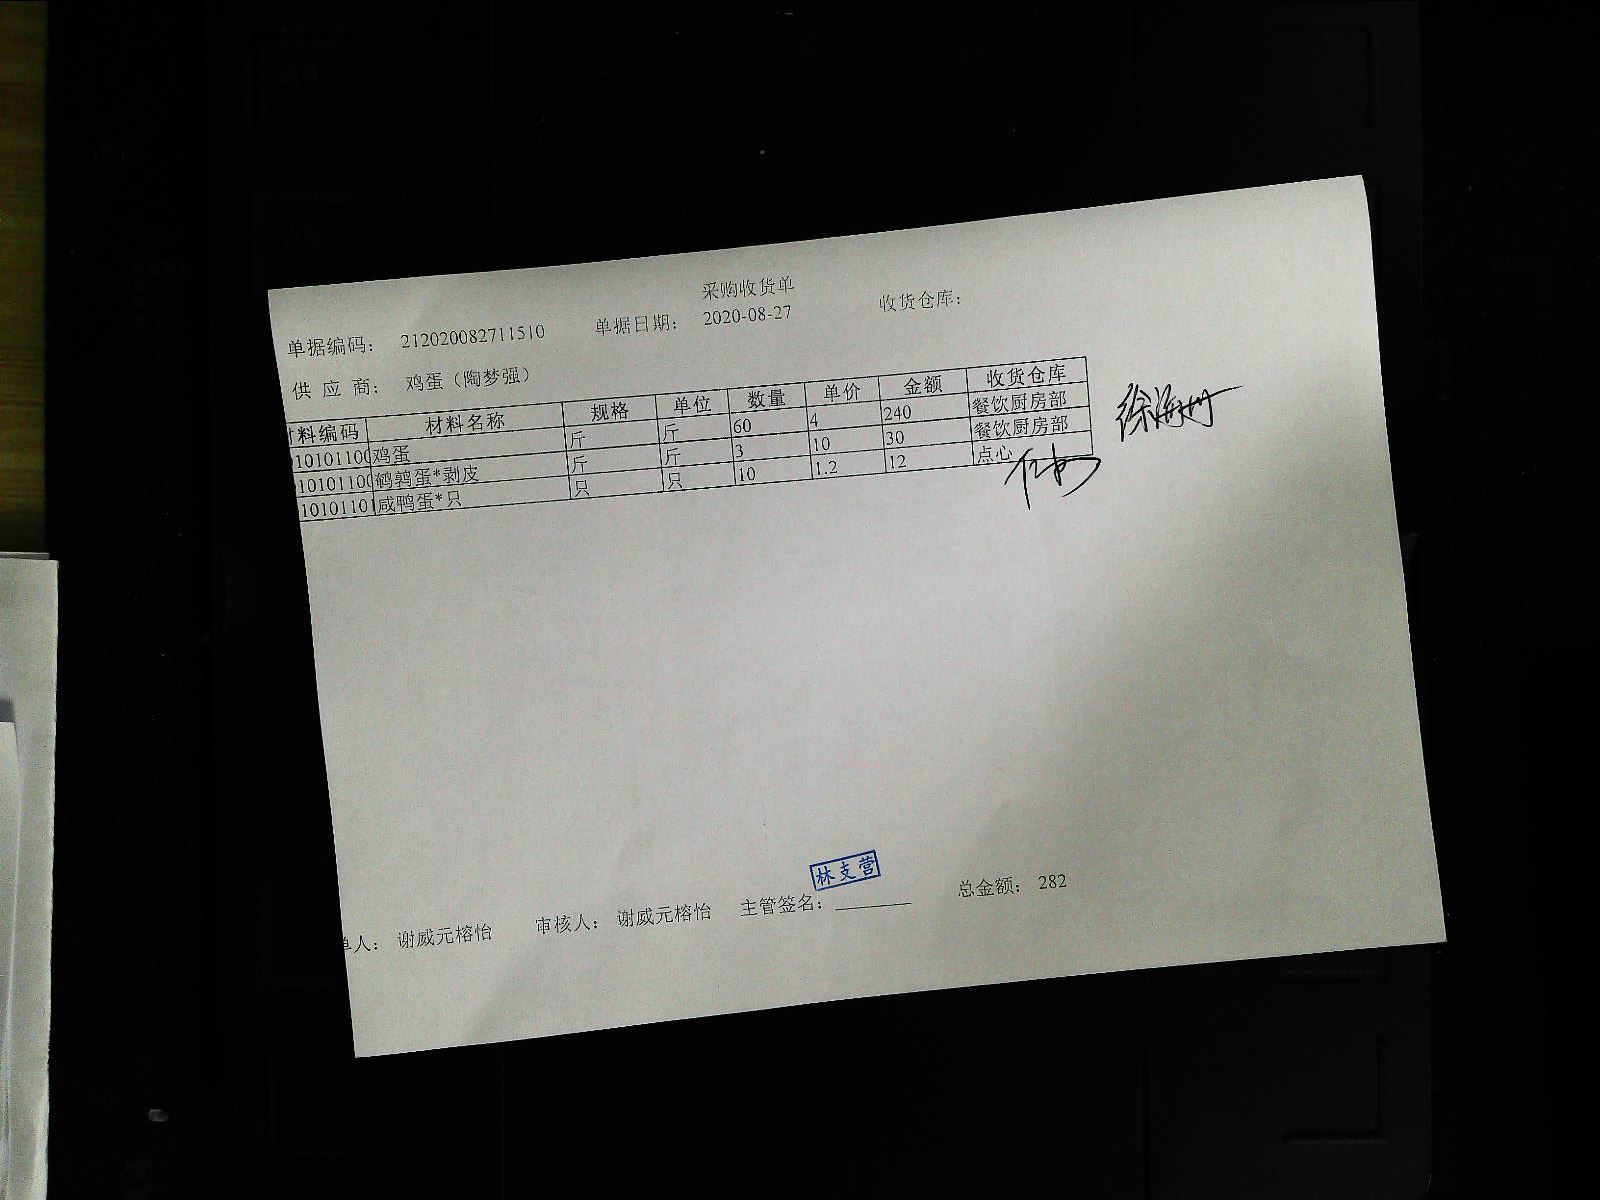 采购收货单
单据编码: 212020082711510 单据日期: 2020-08-27 收货仓库:
供 应 商: 鸡蛋(陶梦强)
材料编码 材料名称 规格 单位 数量 单价 金额 收货仓库
10101100 鸡蛋 斤 斤 60 4 240 餐饮厨房部
10101100 鹌鹑蛋*剥皮 斤 斤 3 10 30 餐饮厨房部
10101101 咸鸭蛋*只 只 只 10 1.2 12 点心
林支营
单人: 谢威元榕怡 审核人: 谢威元榕怡 主管签名: 总金额: 282